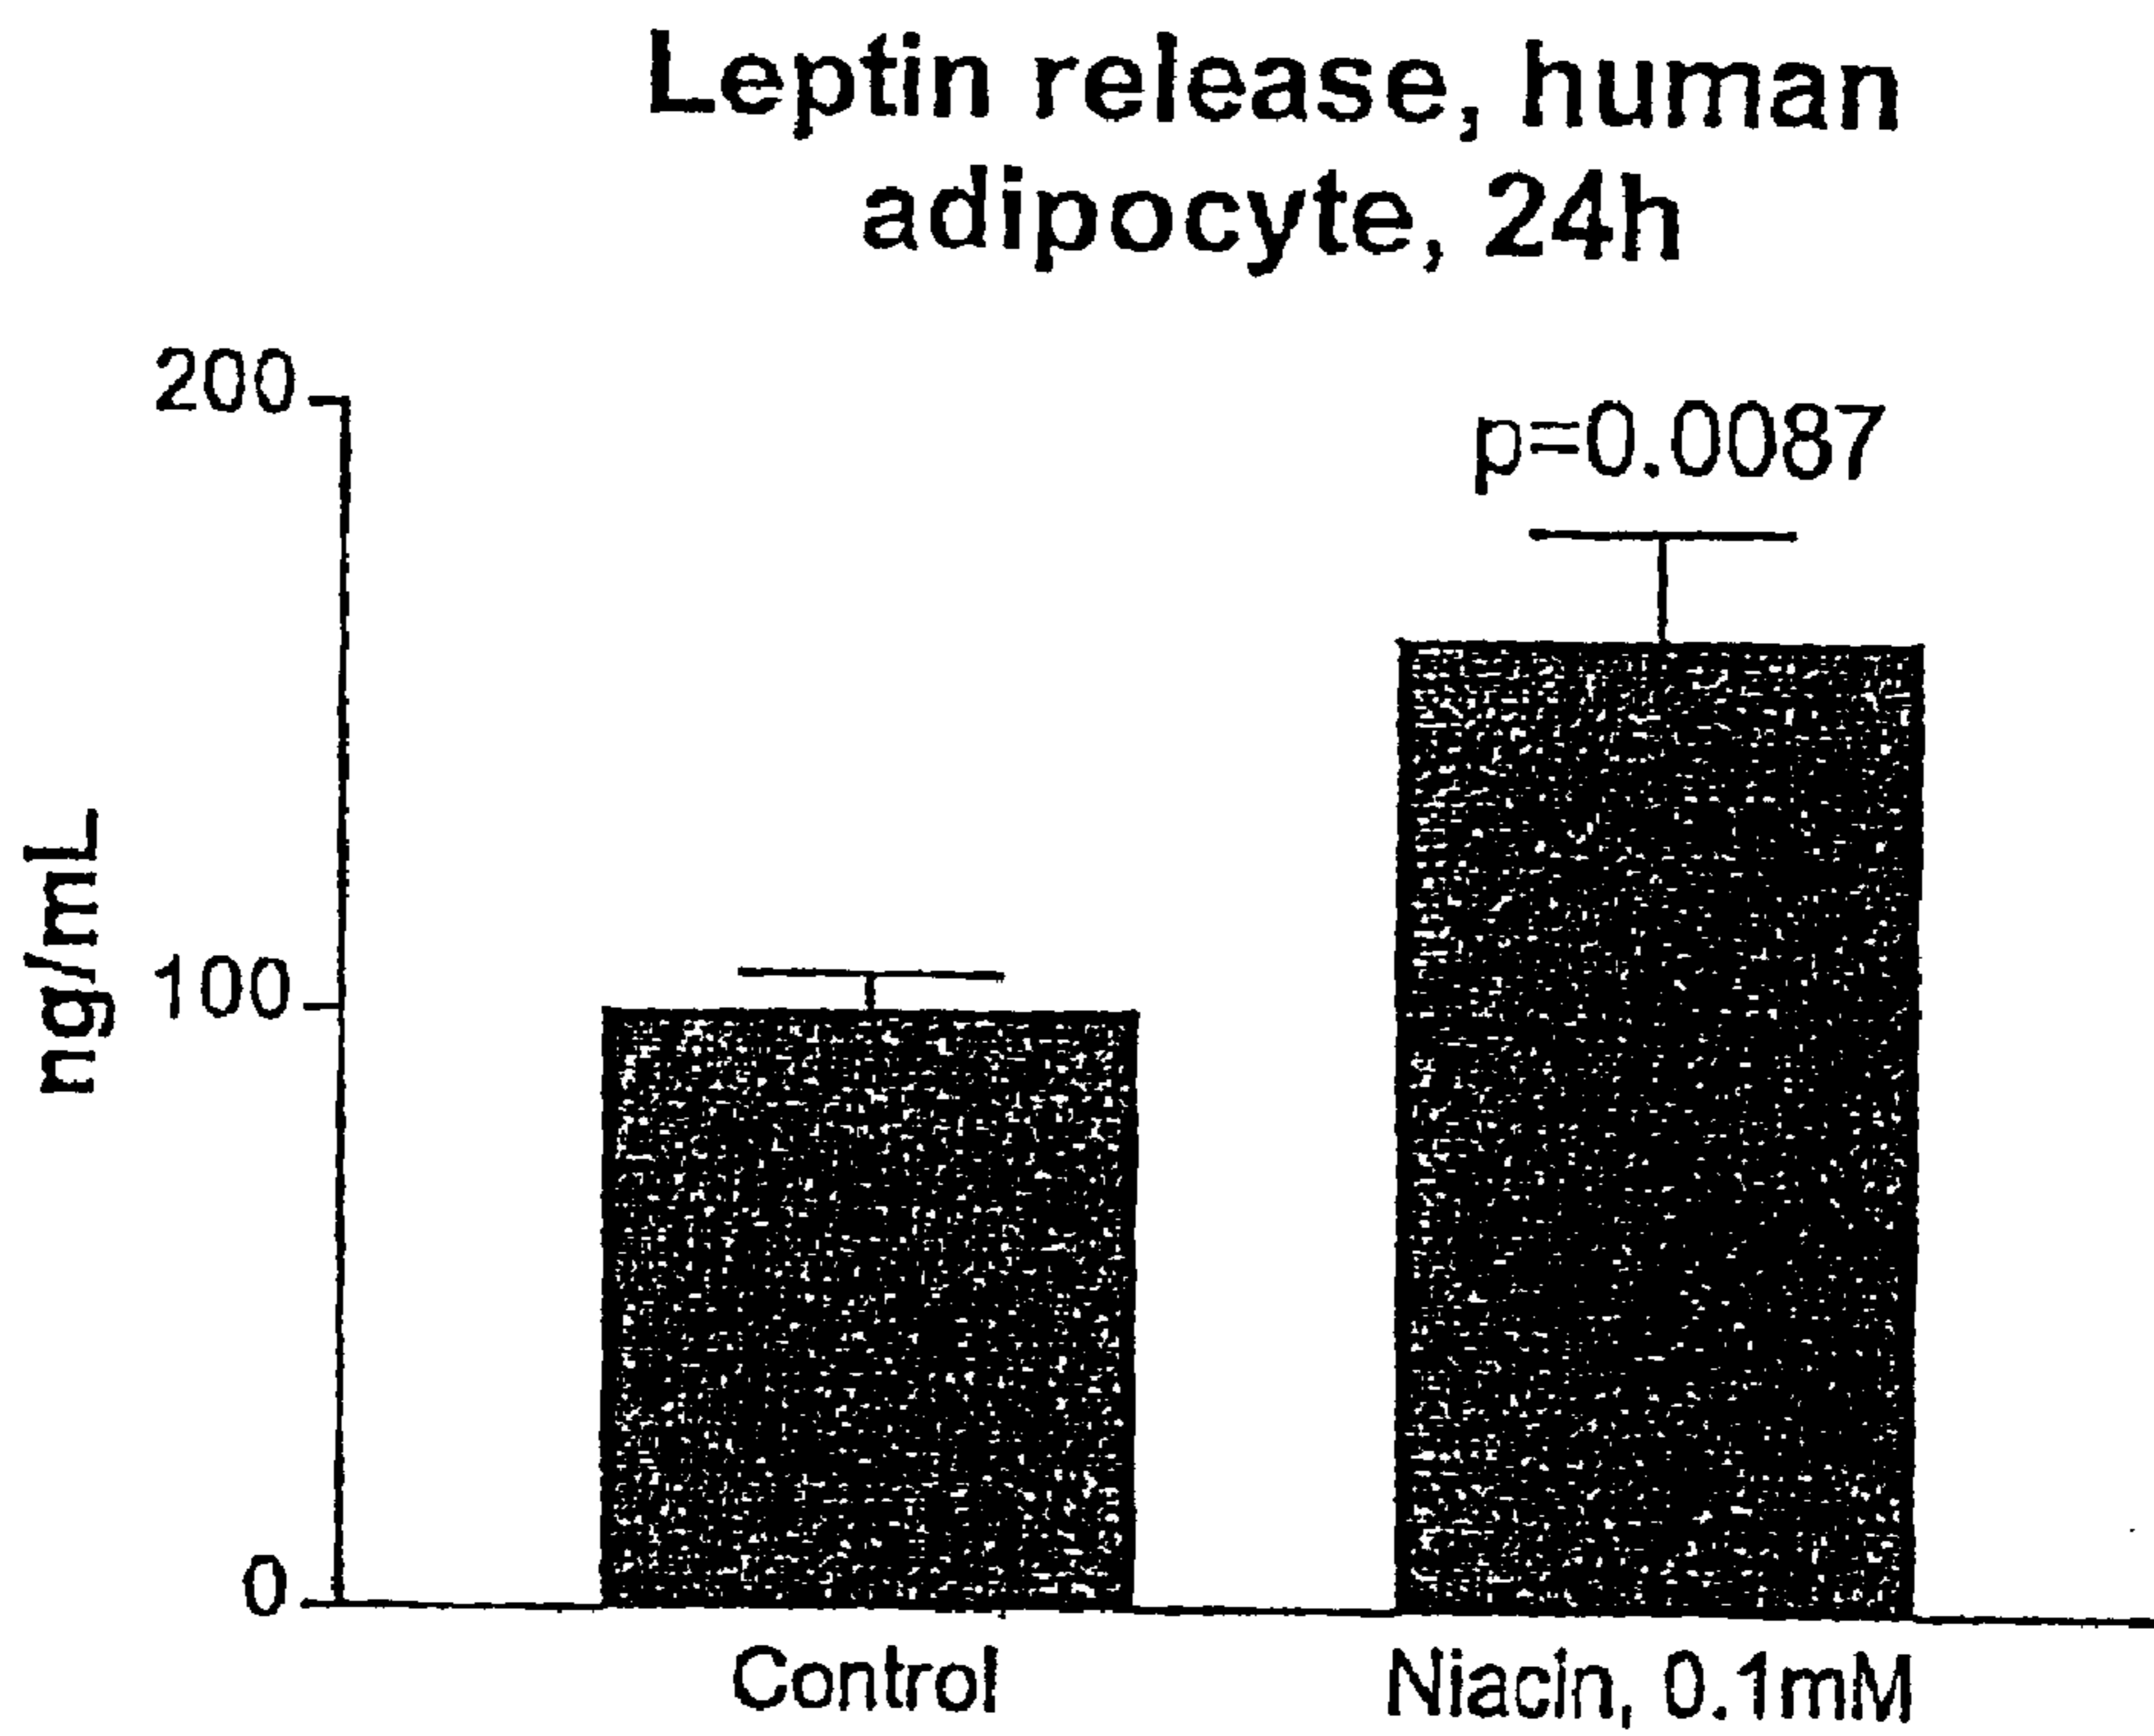 Leptin release, human
adipocyte, 24h
200
p=0.0087
ng/mL
100
0
Control
Niacin, 0.1mM